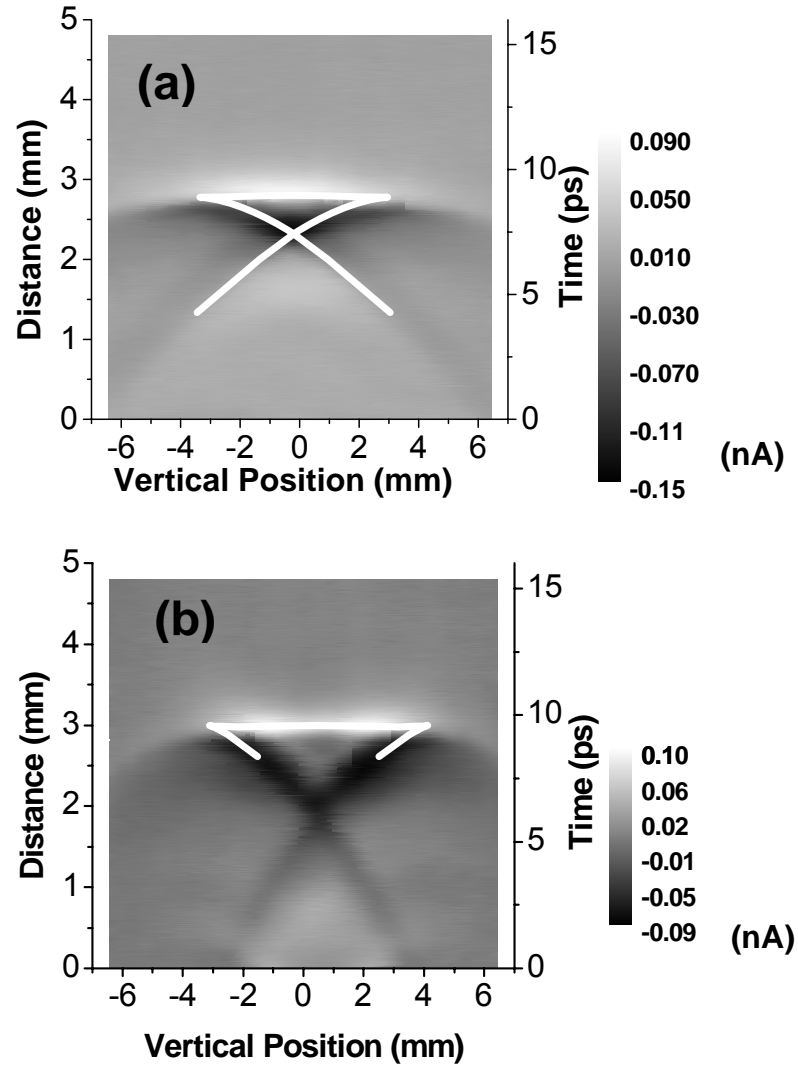 (a)
Distance (mm)
5
4
3
2
1
0
-6 -4 -2 0 2 4 6
Vertical Position (mm)
15
10
5
0
Time (ps)
0.090
0.050
0.010
-0.030
-0.070
-0.11
-0.15
(nA)
(b)
Distance (mm)
5
4
3
2
1
0
-6 -4 -2 0 2 4 6
Vertical Position (mm)
15
10
5
0
Time (ps)
0.10
0.06
0.02
-0.01
-0.05
-0.09
(nA)